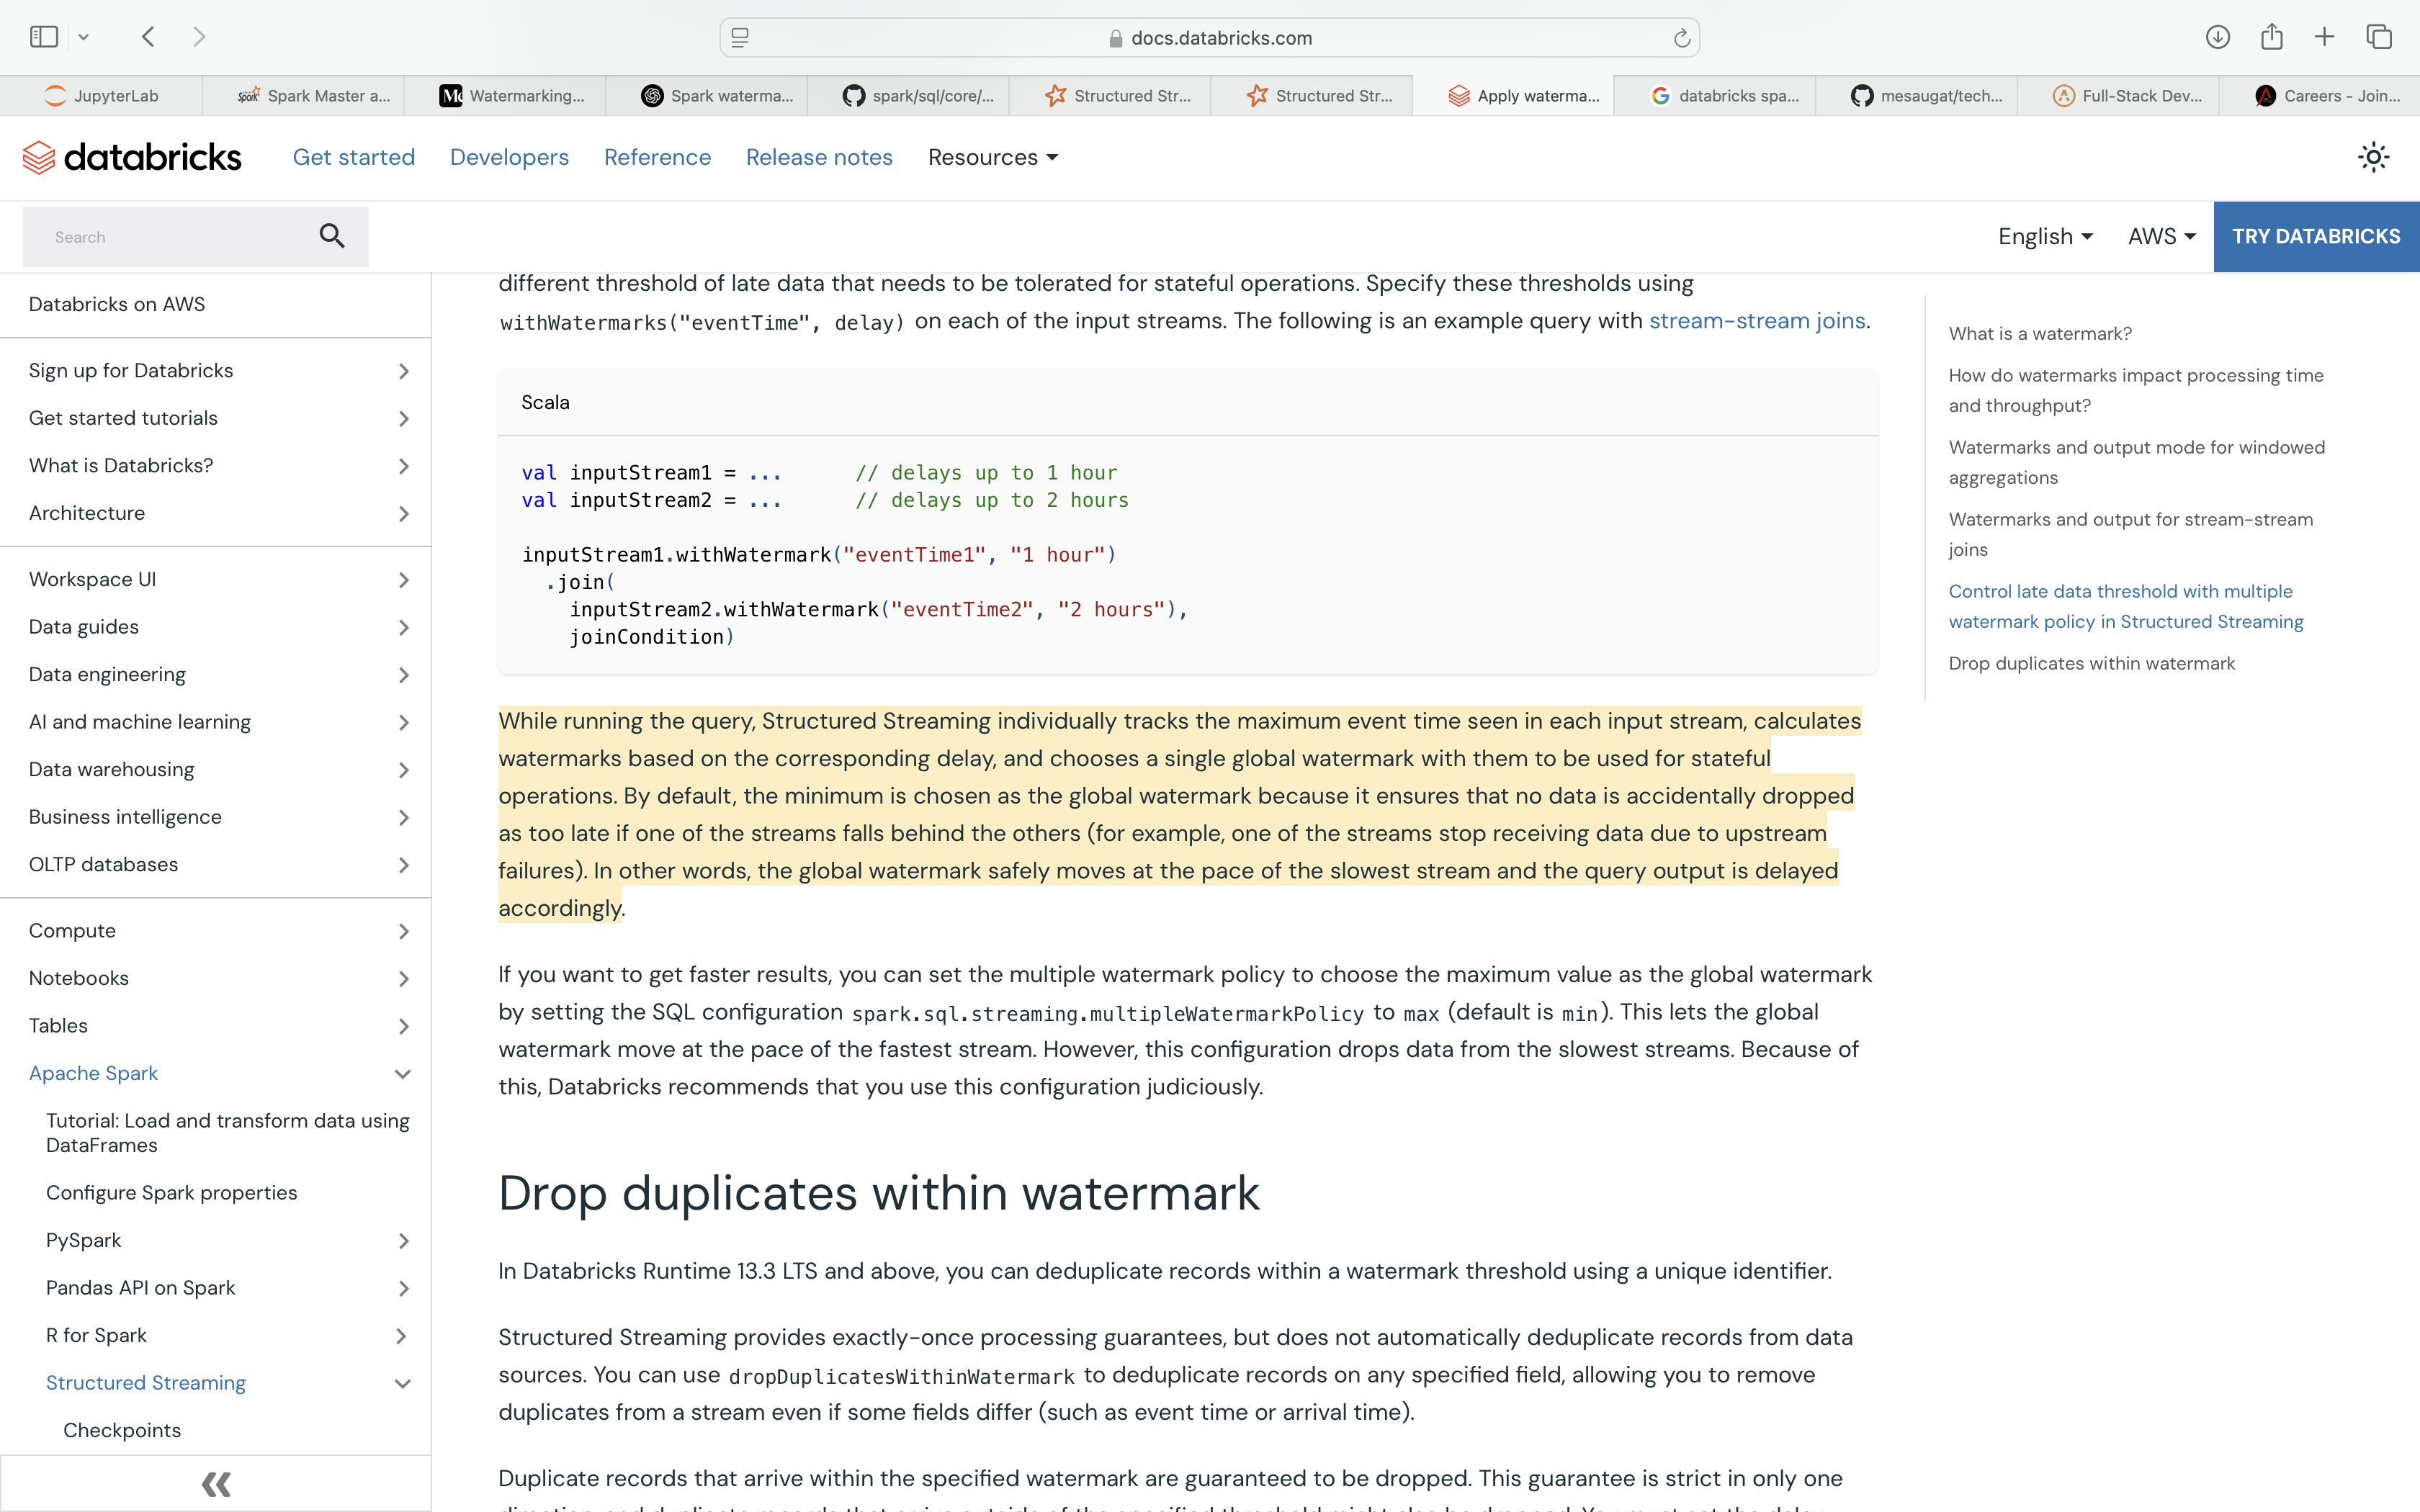 docs.databricks.com
JupyterLab
Spark Master a...
Watermarking...
Spark waterma...
spark/sql/core/...
Structured Str...
Structured Str...
Apply waterma...
databricks spa...
mesaugat/tech...
Full-Stack Dev...
Careers - Join...
databricks
Get started
Developers
Reference
Release notes
Resources
Search
English
AWS
TRY DATABRICKS
Databricks on AWS
Sign up for Databricks
Get started tutorials
What is Databricks?
Architecture
Workspace UI
Data guides
Data engineering
AI and machine learning
Data warehousing
Business intelligence
OLTP databases
Compute
Notebooks
Tables
Apache Spark
Tutorial: Load and transform data using
DataFrames
Configure Spark properties
PySpark
Pandas API on Spark
R for Spark
Structured Streaming
Checkpoints
different threshold of late data that needs to be tolerated for stateful operations. Specify these thresholds using
withWatermarks("eventTime", delay) on each of the input streams. The following is an example query with stream-stream joins.
Scala
val inputStream1 = ...      // delays up to 1 hour
val inputStream2 = ...      // delays up to 2 hours
inputStream1.withWatermark("eventTime1", "1 hour")
  .join(
    inputStream2.withWatermark("eventTime2", "2 hours"),
    joinCondition)
While running the query, Structured Streaming individually tracks the maximum event time seen in each input stream, calculates
watermarks based on the corresponding delay, and chooses a single global watermark with them to be used for stateful
operations. By default, the minimum is chosen as the global watermark because it ensures that no data is accidentally dropped
as too late if one of the streams falls behind the others (for example, one of the streams stop receiving data due to upstream
failures). In other words, the global watermark safely moves at the pace of the slowest stream and the query output is delayed
accordingly.
If you want to get faster results, you can set the multiple watermark policy to choose the maximum value as the global watermark
by setting the SQL configuration spark.sql.streaming.multipleWatermarkPolicy to max (default is min). This lets the global
watermark move at the pace of the fastest stream. However, this configuration drops data from the slowest streams. Because of
this, Databricks recommends that you use this configuration judiciously.
Drop duplicates within watermark
In Databricks Runtime 13.3 LTS and above, you can deduplicate records within a watermark threshold using a unique identifier.
Structured Streaming provides exactly-once processing guarantees, but does not automatically deduplicate records from data
sources. You can use dropDuplicatesWithinWatermark to deduplicate records on any specified field, allowing you to remove
duplicates from a stream even if some fields differ (such as event time or arrival time).
Duplicate records that arrive within the specified watermark are guaranteed to be dropped. This guarantee is strict in only one
What is a watermark?
How do watermarks impact processing time
and throughput?
Watermarks and output mode for windowed
aggregations
Watermarks and output for stream-stream
joins
Control late data threshold with multiple
watermark policy in Structured Streaming
Drop duplicates within watermark